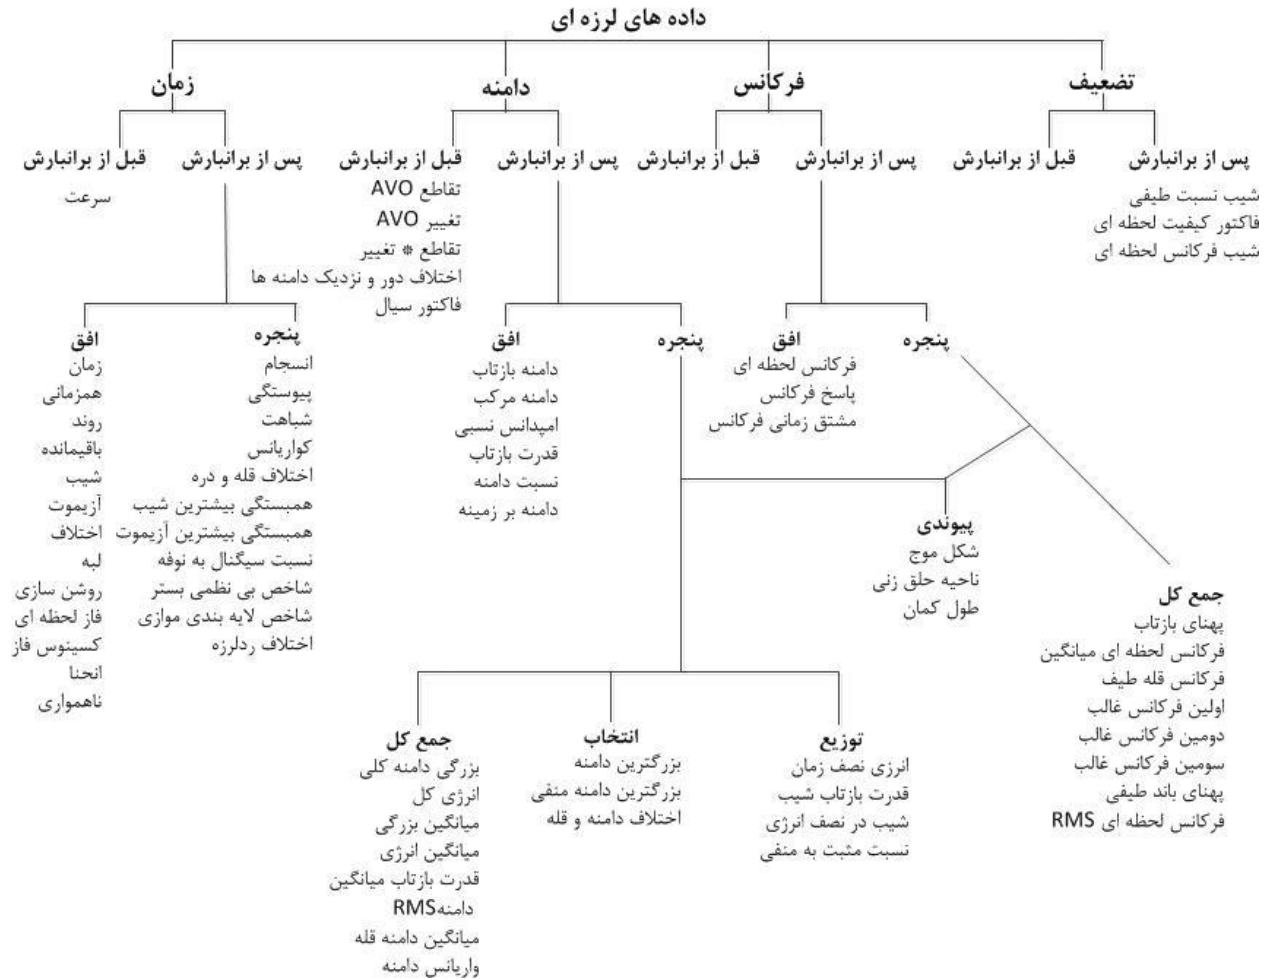 داده های لرزه ای
تضعیف
فرکانس
دامنه
زمان
پس از برانبارش
قبل از برانبارش
پس از برانبارش
قبل از برانبارش
پس از برانبارش
قبل از برانبارش
پس از برانبارش
قبل از برانبارش
شیب نسبت طیفی
فاکتور کیفیت لحظه ای
شیب فرکانس لحظه ای
تقاطع AVO
تغییر AVO
تقاطع * تغییر
اختلاف دور و نزدیک دامنه ها
فاکتور سیال
سرعت
پنجره
افق
فرکانس لحظه ای
پاسخ فرکانس
مشتق زمانی فرکانس
پنجره
افق
دامنه بازتاب
دامنه مرکب
امپدانس نسبی
قدرت بازتاب
نسبت دامنه
دامنه بر زمینه
پنجره
انسجام
پیوستگی
شباهت
کواریانس
اختلاف قله و دره
همبستگی بیشترین شیب
همبستگی بیشترین آزیموت
نسبت سیگنال به نوفه
شاخص بی نظمی بستر
شاخص لایه بندی موازی
اختلاف ردلرزه
افق
زمان
همزمانی
روند
باقیمانده
شیب
آزیموت
اختلاف
لبه
روشن سازی
فاز لحظه ای
کسینوس فاز
انحنا
ناهمواری
پیوندی
شکل موج
ناحیه حلق زنی
طول کمان
جمع کل
پهنای بازتاب
فرکانس لحظه ای میانگین
فرکانس قله طیف
اولین فرکانس غالب
دومین فرکانس غالب
سومین فرکانس غالب
پهنای باند طیفی
فرکانس لحظه ای RMS
توزیع
انرزی نصف زمان
قدرت بازتاب شیب
شیب در نصف انرژی
نسبت مثبت به منفی
انتخاب
بزرگترین دامنه
بزرگترین دامنه منفی
اختلاف دامنه و قله
جمع کل
بزرگی دامنه کلی
انرژی کل
میانگین بزرگی
میانگین انرژی
قدرت بازتاب میانگین
دامنهRMS
میانگین دامنه قله
واریانس دامنه